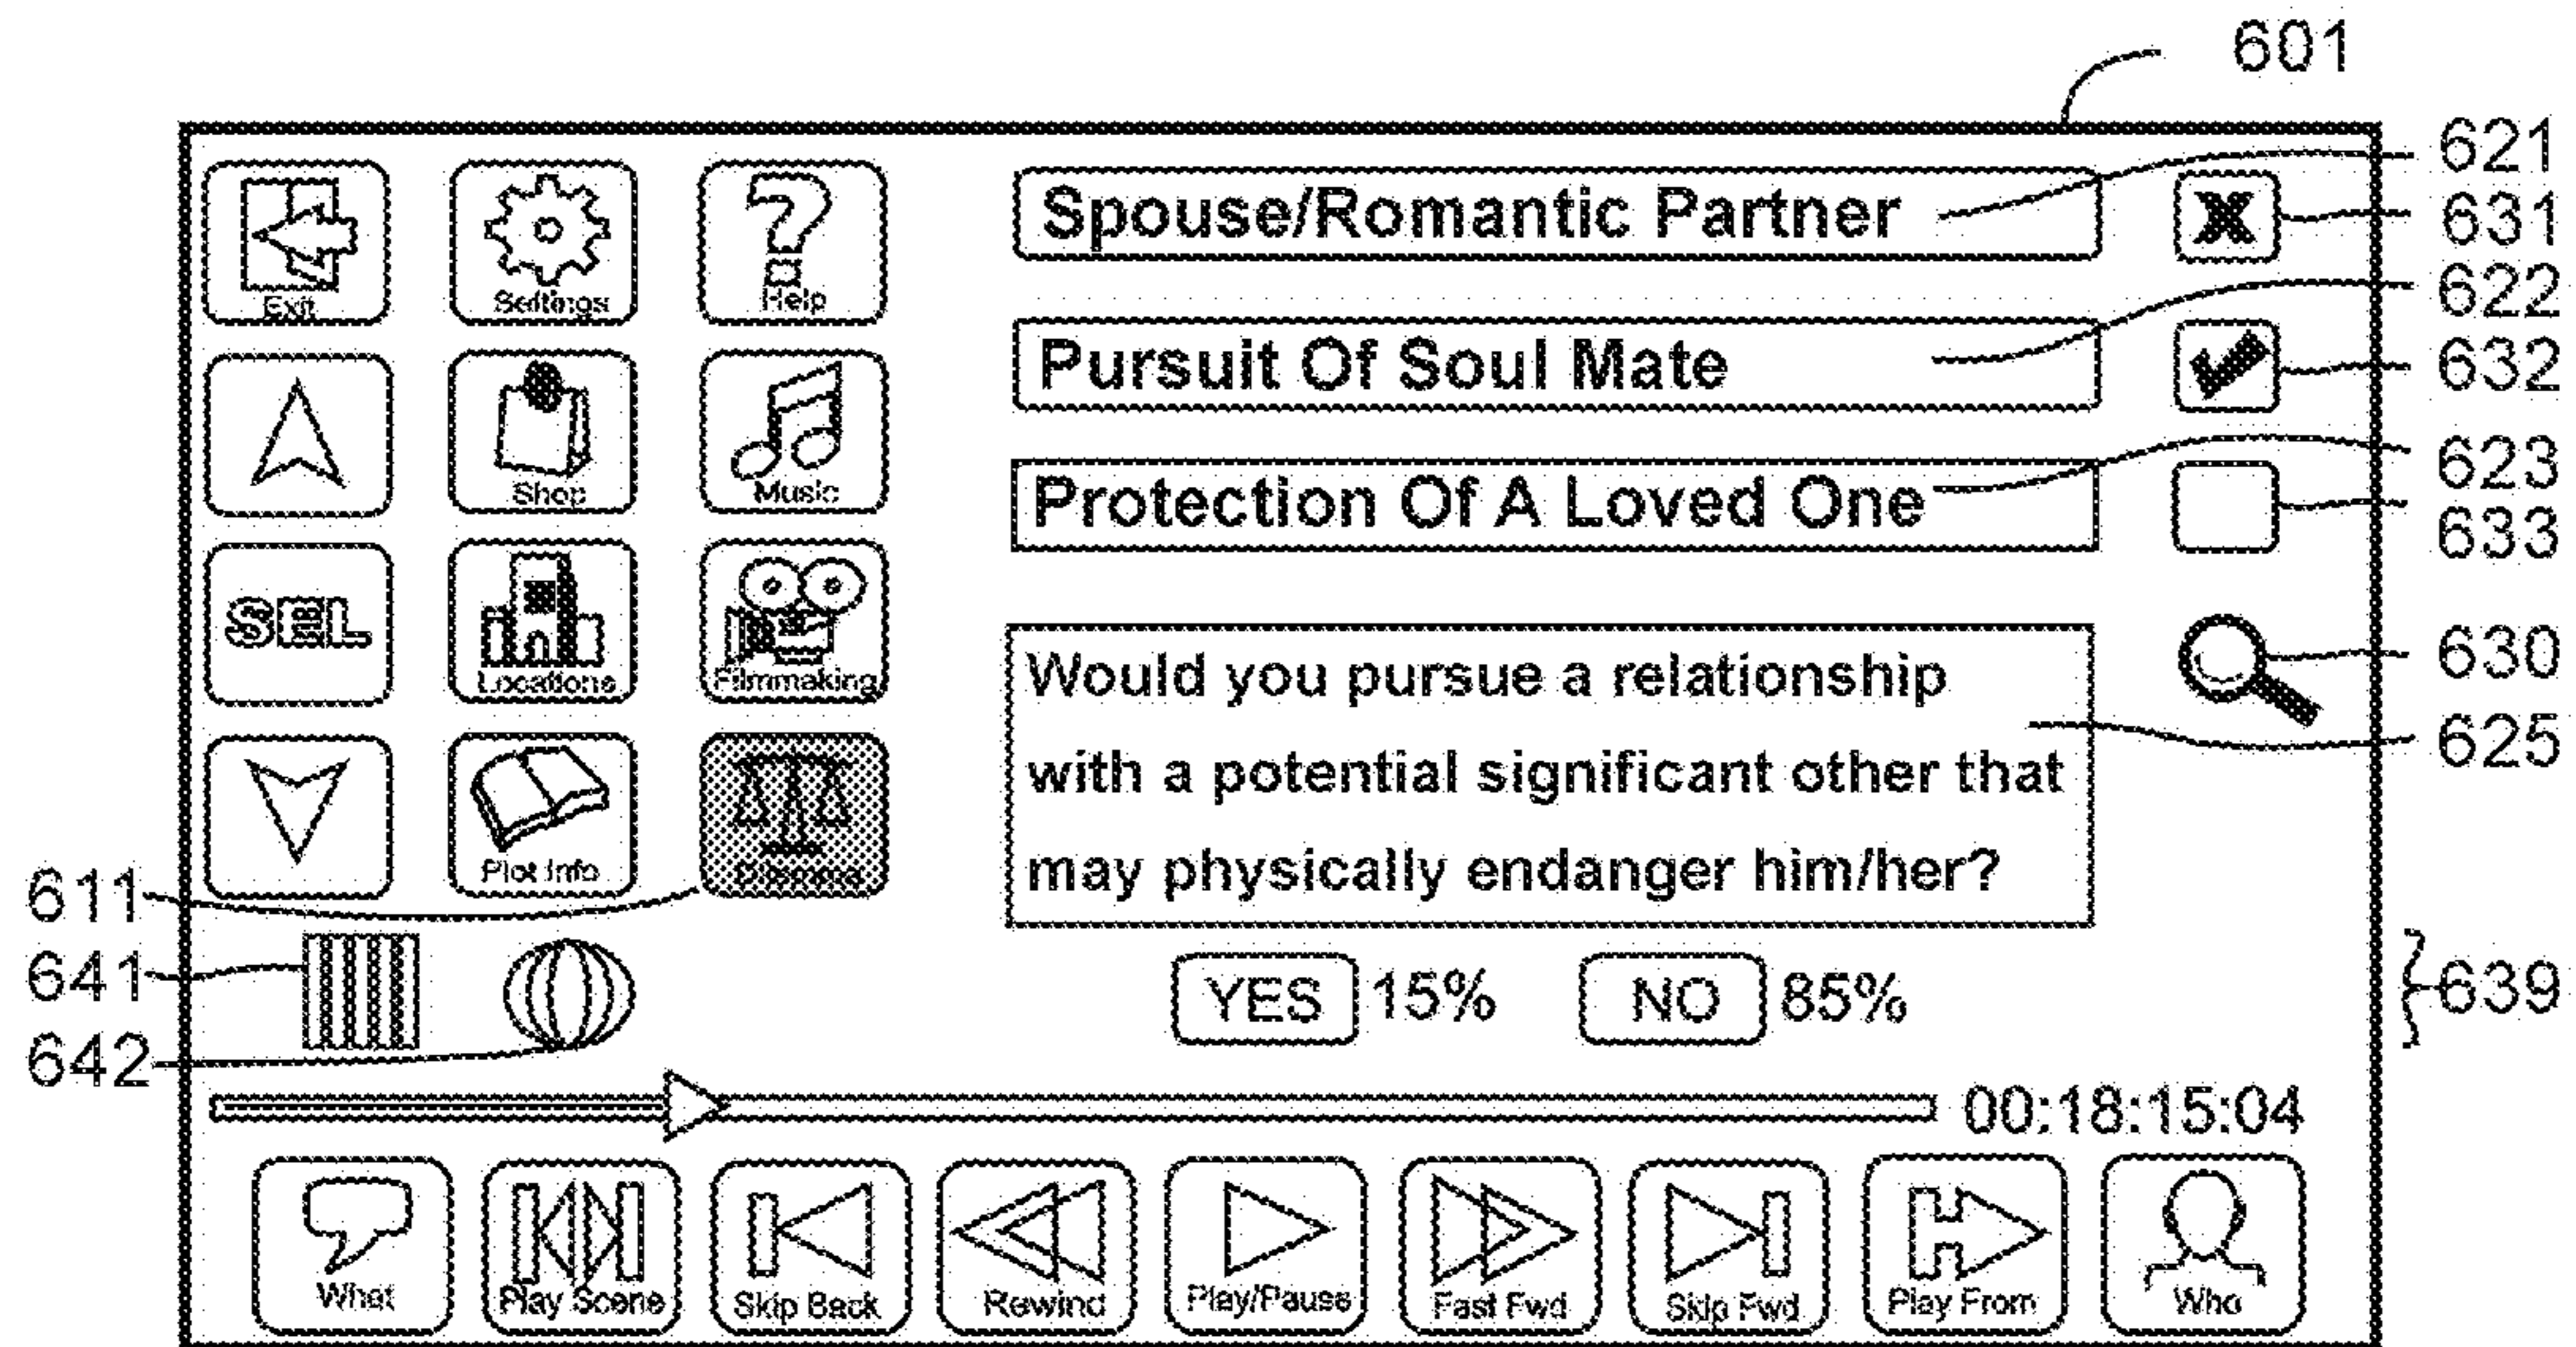 601
Exit
Settings
Help
Spouse/Romantic Partner
621
631
622
Shop
Music
Pursuit Of Soul Mate
632
SEL
Locations
Filmmaking
Protection Of A Loved One
623
633
630
Plot Info
Dilemma
Would you pursue a relationship
with a potential significant other that
may physically endanger him/her?
625
611
641
642
YES 15% NO 85%
639
00:18:15:04
What
Play Scene
Skip Back
Rewind
Play/Pause
Fast Fwd
Skip Fwd
Play From
Who